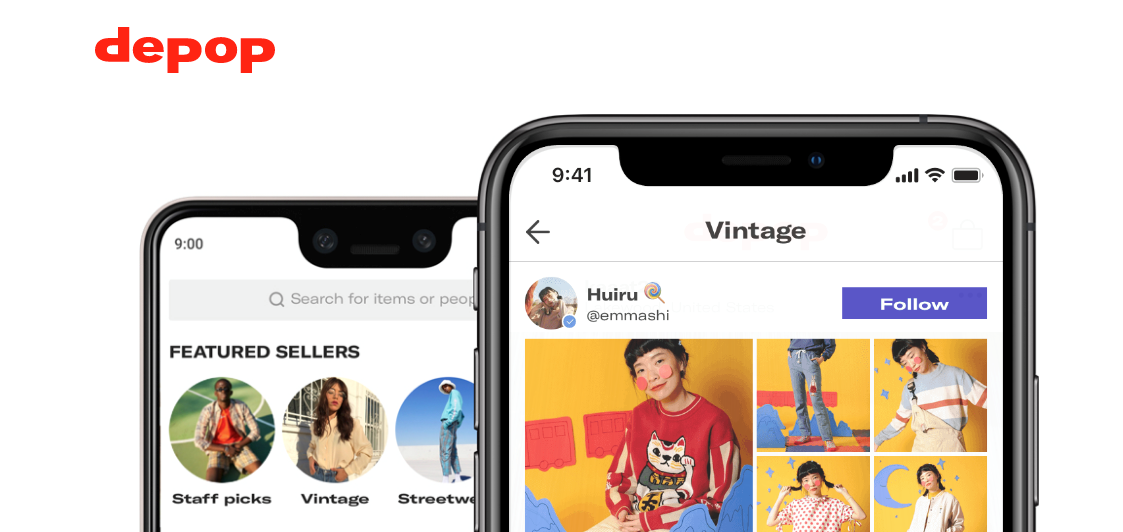 depop
9:00
Search for items or peop
FEATURED SELLERS
Staff picks
Vintage
Streetwe
9:41
Vintage
Huiru
@emmashi
Follow